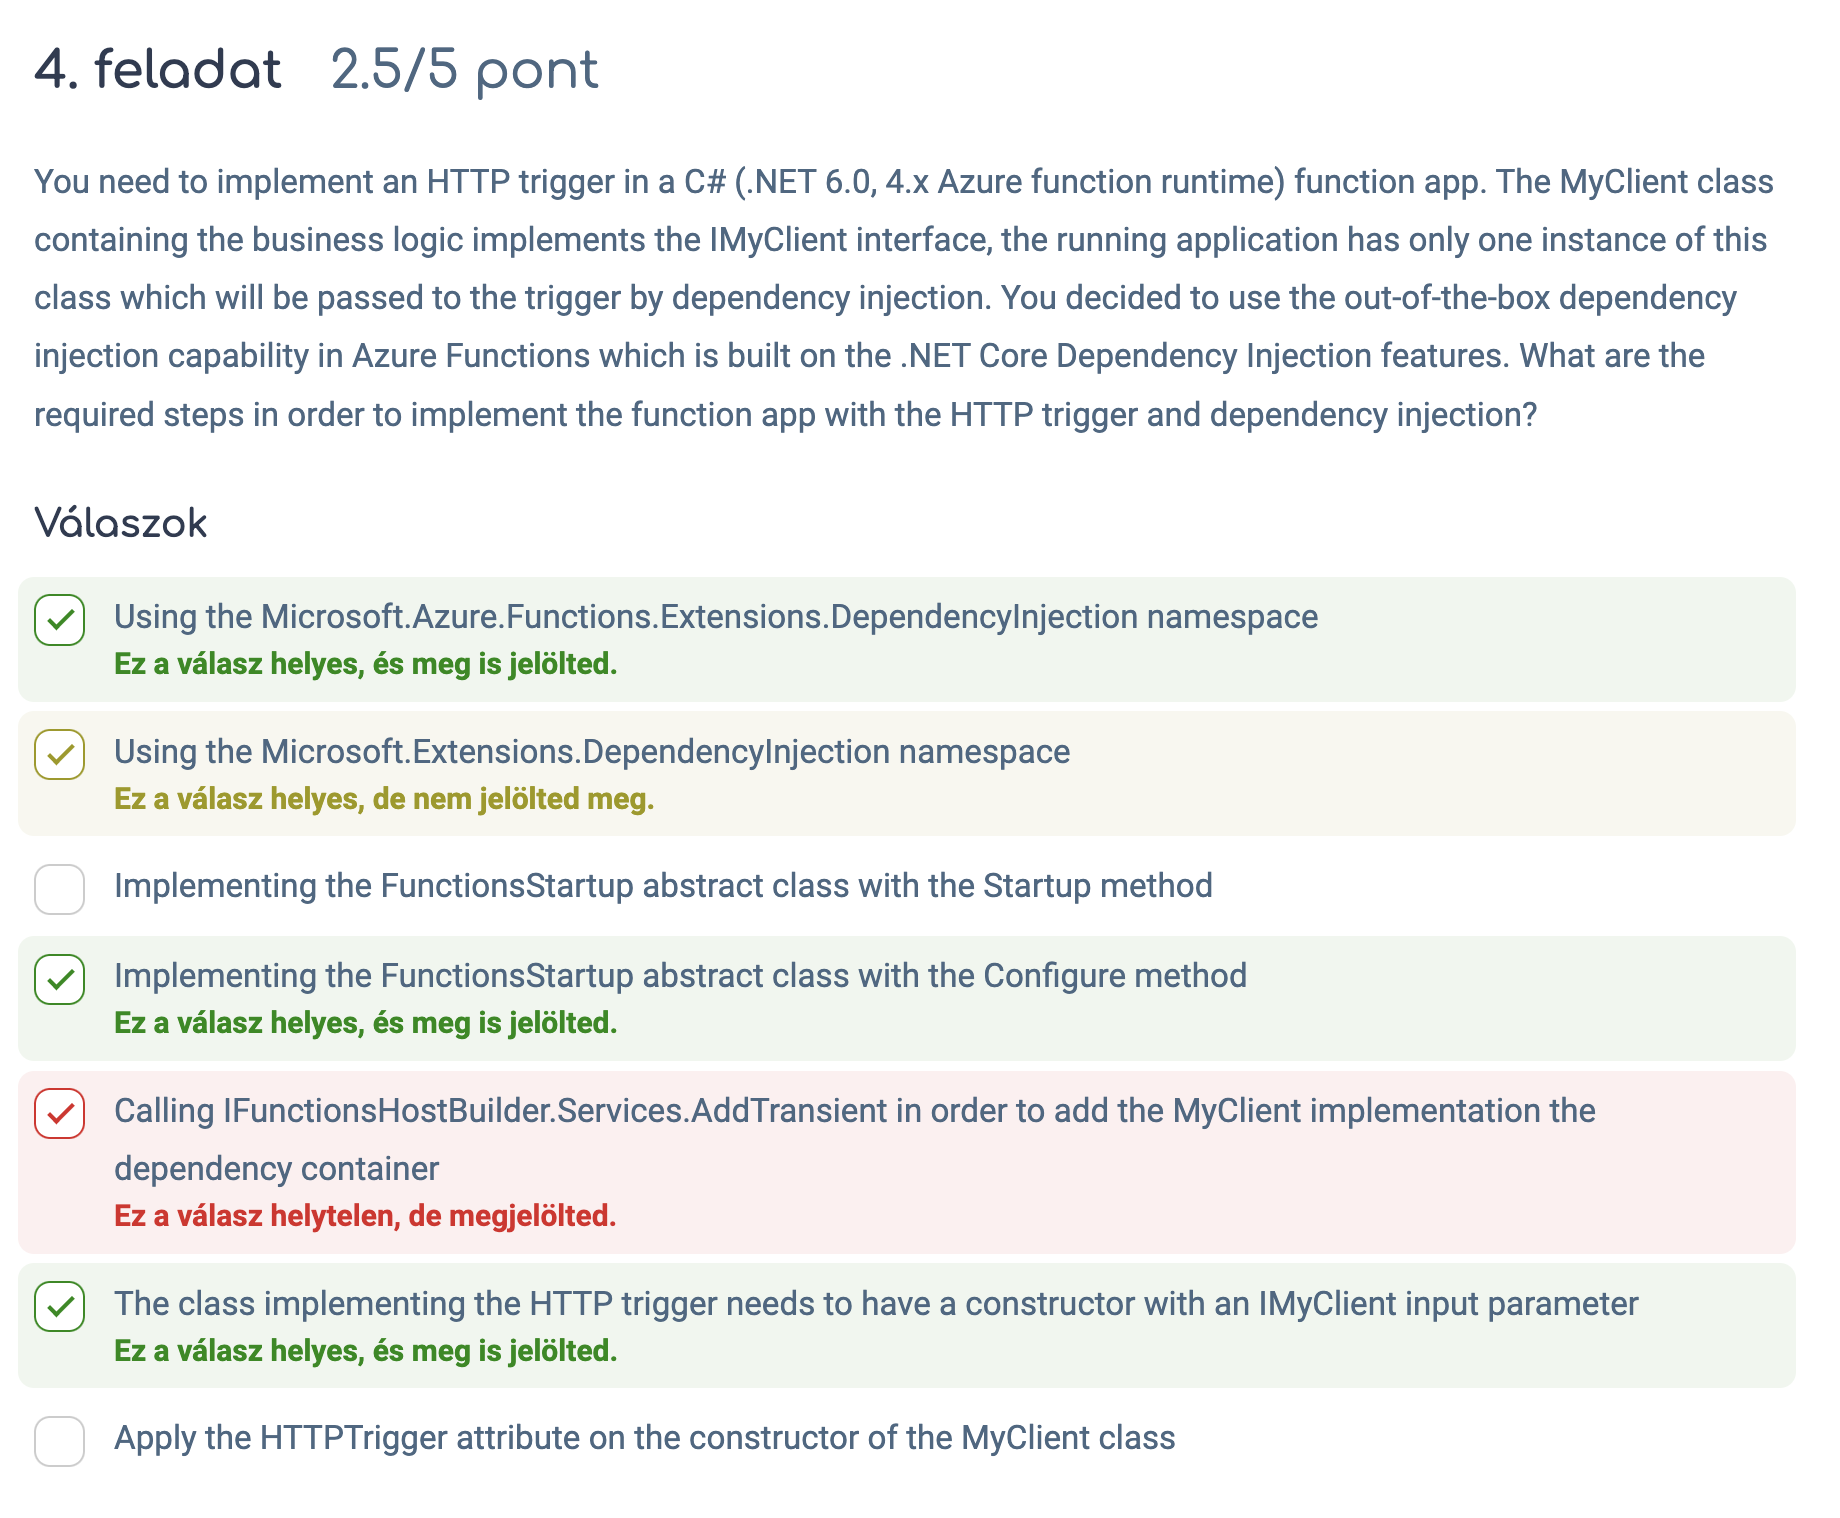 4. feladat 2.5/5 pont
You need to implement an HTTP trigger in a C# (.NET 6.0, 4.x Azure function runtime) function app. The MyClient class
containing the business logic implements the IMyClient interface, the running application has only one instance of this
class which will be passed to the trigger by dependency injection. You decided to use the out-of-the-box dependency
injection capability in Azure Functions which is built on the .NET Core Dependency Injection features. What are the
required steps in order to implement the function app with the HTTP trigger and dependency injection?
Válaszok
Using the Microsoft.Azure.Functions.Extensions.DependencyInjection namespace
Ez a válasz helyes, és meg is jelölted.
Using the Microsoft.Extensions.DependencyInjection namespace
Ez a válasz helyes, de nem jelölted meg.
Implementing the FunctionsStartup abstract class with the Startup method
Implementing the FunctionsStartup abstract class with the Configure method
Ez a válasz helyes, és meg is jelölted.
Calling IFunctionsHostBuilder.Services.AddTransient in order to add the MyClient implementation the
dependency container
Ez a válasz helytelen, de megjelölted.
The class implementing the HTTP trigger needs to have a constructor with an IMyClient input parameter
Ez a válasz helyes, és meg is jelölted.
Apply the HTTPTrigger attribute on the constructor of the MyClient class